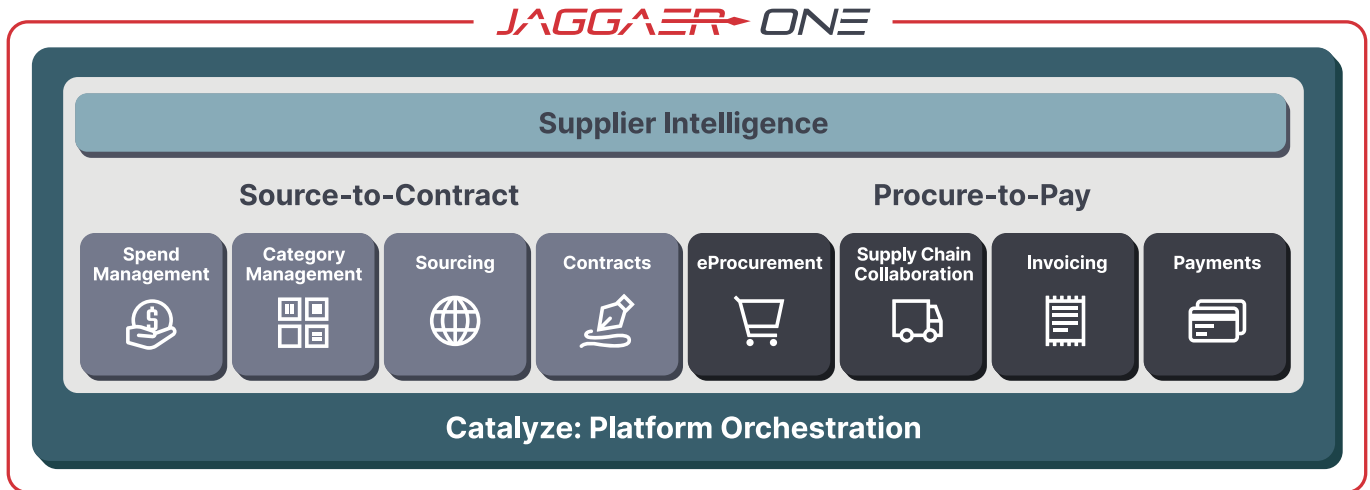 JAGGAER ONE
Supplier Intelligence
Source-to-Contract
Procure-to-Pay
Spend
Management
Category
Management
Sourcing
Contracts
eProcurement
Supply Chain
Collaboration
Invoicing
Payments
Catalyze: Platform Orchestration